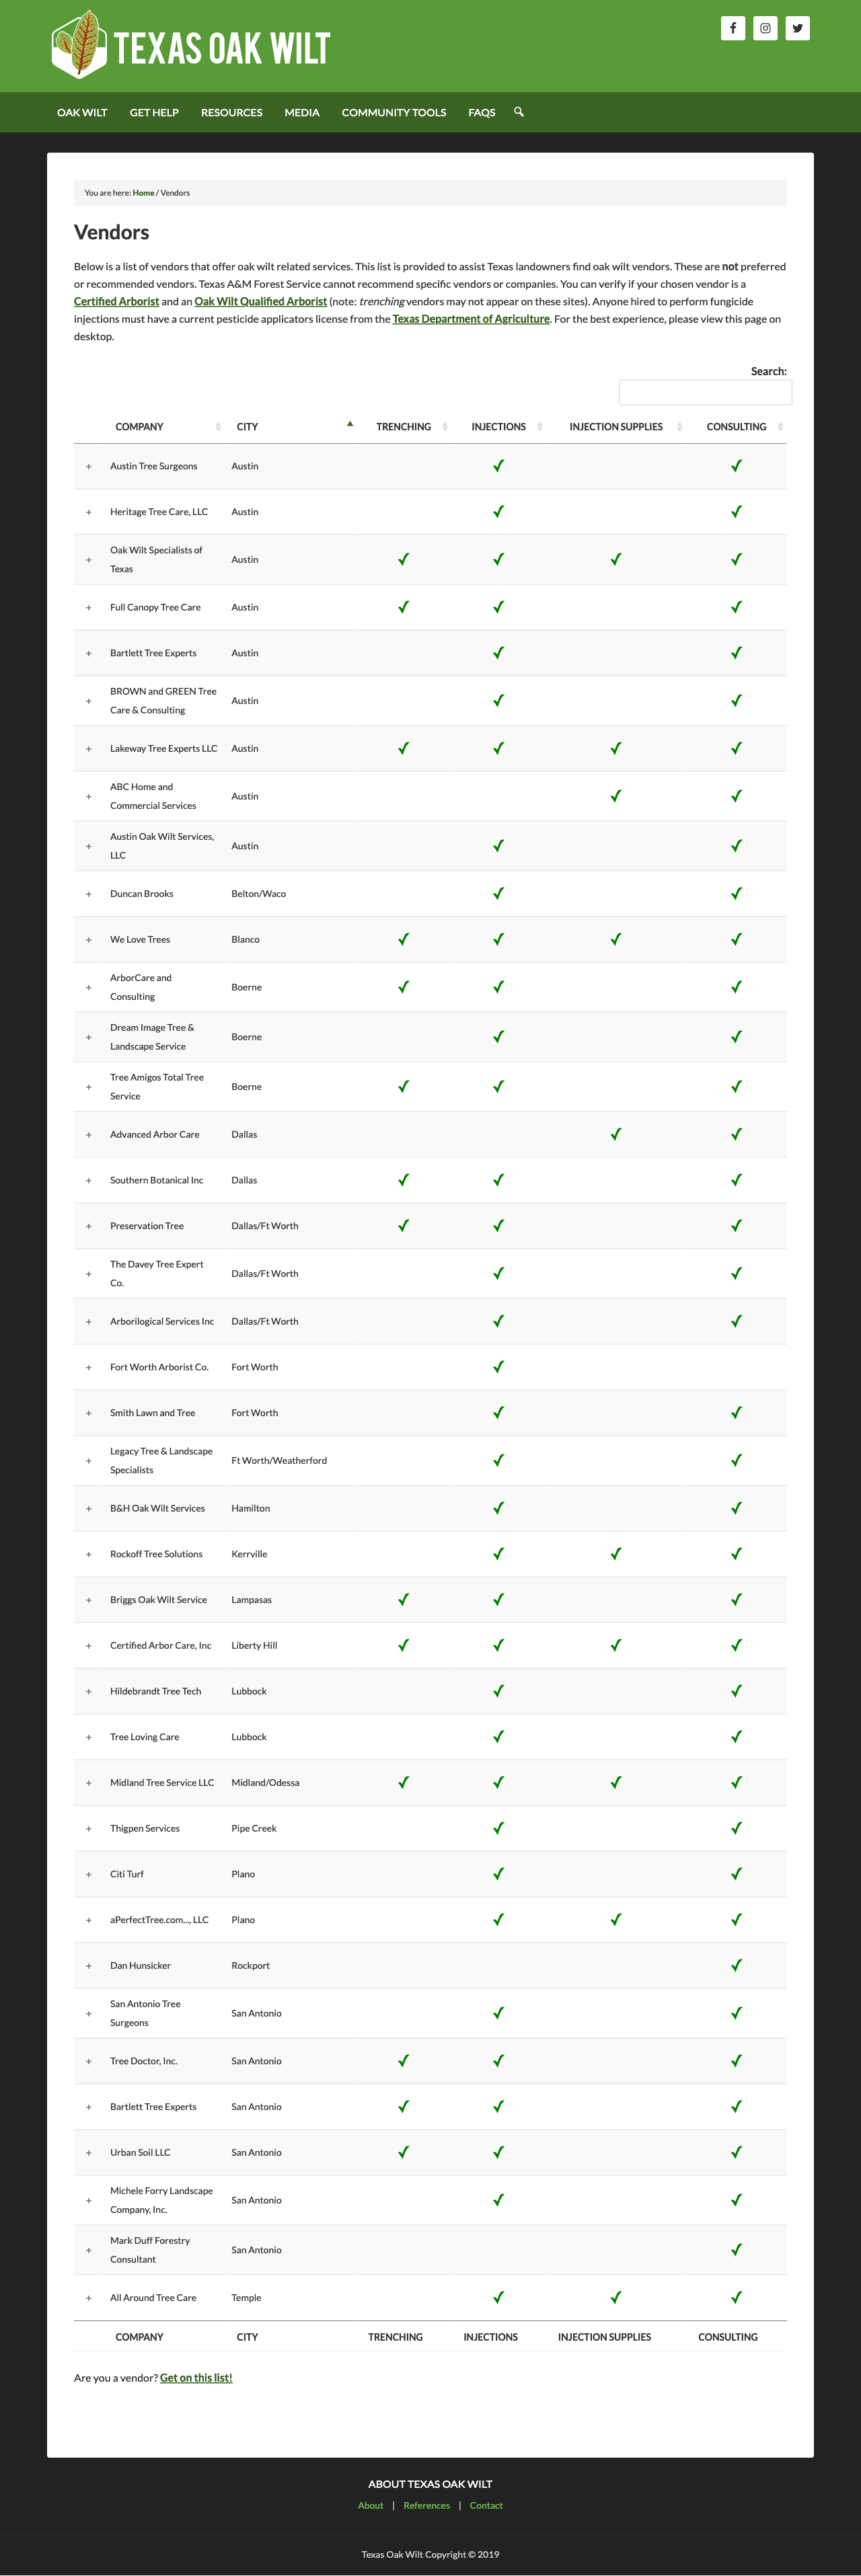 TEXAS OAK WILT
OAK WILT GET HELP RESOURCES MEDIA COMMUNITY TOOLS FAQS
You are here: Home / Vendors
Vendors
Below is a list of vendors that offer oak wilt related services. This list is provided to assist Texas landowners find oak wilt vendors. These are not preferred
or recommended vendors. Texas A&M Forest Service cannot recommend specific vendors or companies. You can verify if your chosen vendor is a
Certified Arborist and an Oak Wilt Qualified Arborist (note: trenching vendors may not appear on these sites). Anyone hired to perform fungicide
injections must have a current pesticide applicators license from the Texas Department of Agriculture. For the best experience, please view this page on
desktop.
Search:
COMPANY CITY TRENCHING INJECTIONS INJECTION SUPPLIES CONSULTING
+ Austin Tree Surgeons Austin ✓ ✓
+ Heritage Tree Care, LLC Austin ✓ ✓
+ Oak Wilt Specialists of
Texas Austin ✓ ✓ ✓ ✓
+ Full Canopy Tree Care Austin ✓ ✓ ✓
+ Bartlett Tree Experts Austin ✓ ✓
+ BROWN and GREEN Tree
Care & Consulting Austin ✓ ✓
+ Lakeway Tree Experts LLC Austin ✓ ✓ ✓ ✓
+ ABC Home and
Commercial Services Austin ✓ ✓
+ Austin Oak Wilt Services,
LLC Austin ✓ ✓
+ Duncan Brooks Belton/Waco ✓ ✓
+ We Love Trees Blanco ✓ ✓ ✓ ✓
+ ArborCare and
Consulting Boerne ✓ ✓ ✓
+ Dream Image Tree &
Landscape Service Boerne ✓ ✓
+ Tree Amigos Total Tree
Service Boerne ✓ ✓ ✓
+ Advanced Arbor Care Dallas ✓ ✓
+ Southern Botanical Inc Dallas ✓ ✓ ✓
+ Preservation Tree Dallas/Ft Worth ✓ ✓ ✓
+ The Davey Tree Expert
Co. Dallas/Ft Worth ✓ ✓
+ Arborilogical Services Inc Dallas/Ft Worth ✓ ✓
+ Fort Worth Arborist Co. Fort Worth ✓
+ Smith Lawn and Tree Fort Worth ✓ ✓
+ Legacy Tree & Landscape
Specialists Ft Worth/Weatherford ✓ ✓
+ B&H Oak Wilt Services Hamilton ✓ ✓
+ Rockoff Tree Solutions Kerrville ✓ ✓ ✓
+ Briggs Oak Wilt Service Lampasas ✓ ✓ ✓
+ Certified Arbor Care, Inc Liberty Hill ✓ ✓ ✓ ✓
+ Hildebrandt Tree Tech Lubbock ✓ ✓
+ Tree Loving Care Lubbock ✓ ✓
+ Midland Tree Service LLC Midland/Odessa ✓ ✓ ✓ ✓
+ Thigpen Services Pipe Creek ✓ ✓
+ Citi Turf Plano ✓ ✓
+ aPerfectTree.com..., LLC Plano ✓ ✓ ✓
+ Dan Hunsicker Rockport ✓
+ San Antonio Tree
Surgeons San Antonio ✓ ✓
+ Tree Doctor, Inc. San Antonio ✓ ✓ ✓
+ Bartlett Tree Experts San Antonio ✓ ✓ ✓
+ Urban Soil LLC San Antonio ✓ ✓ ✓
+ Michele Forry Landscape
Company, Inc. San Antonio ✓ ✓
+ Mark Duff Forestry
Consultant San Antonio ✓
+ All Around Tree Care Temple ✓ ✓ ✓
COMPANY CITY TRENCHING INJECTIONS INJECTION SUPPLIES CONSULTING
Are you a vendor? Get on this list!
ABOUT TEXAS OAK WILT
About | References | Contact
Texas Oak Wilt Copyright © 2019